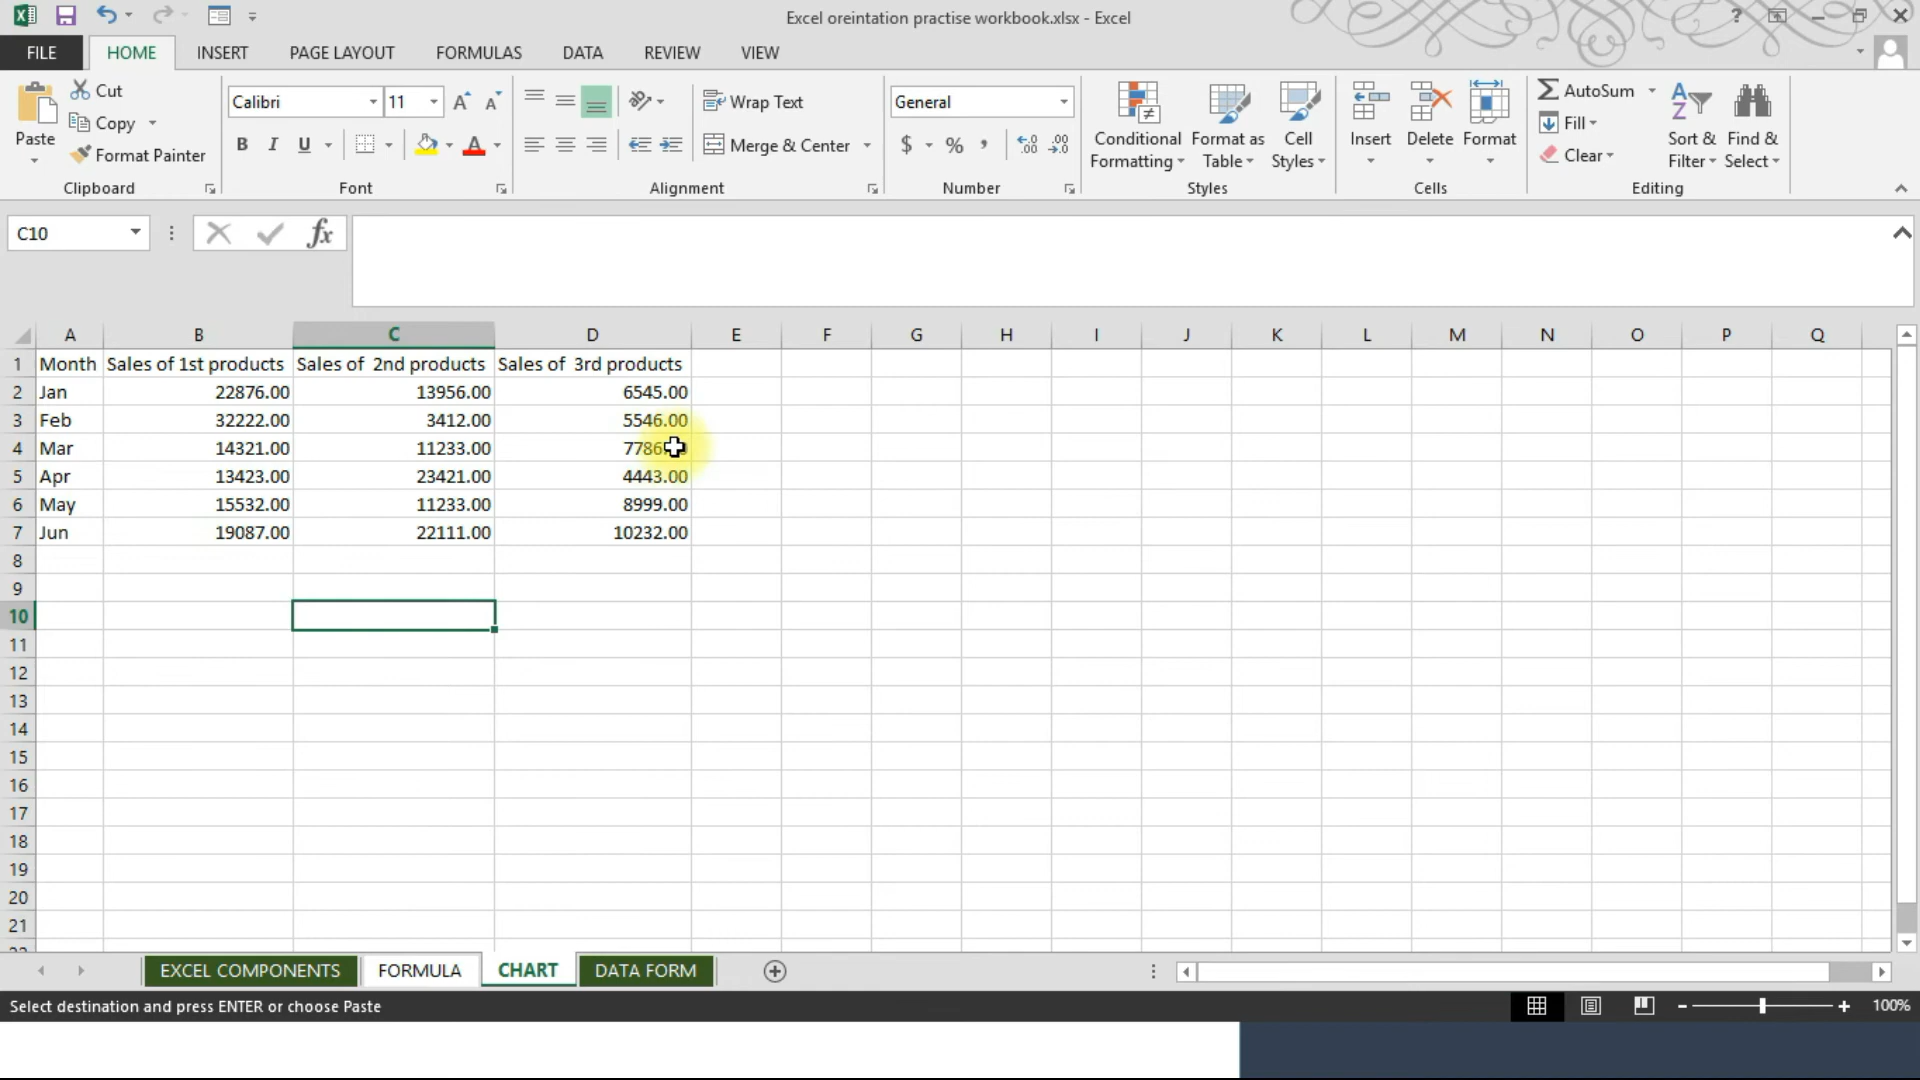 Excel oreintation practise workbook.xlsx - Excel
?
FILE HOME INSERT PAGE LAYOUT FORMULAS DATA REVIEW VIEW
Paste
Cut
Copy
Format Painter
Clipboard
Calibri 11
B I U
Font
Wrap Text
Merge & Center
Alignment
General
$ % ,
Number
Conditional Formatting
Format as Table
Cell Styles
Styles
Insert
Delete
Format
Cells
AutoSum
Fill
Clear
Sort & Filter
Find & Select
Editing
C10
fx
A B C D E F G H I J K L M N O P Q
1 Month Sales of 1st products Sales of 2nd products Sales of 3rd products
2 Jan 22876.00 13956.00 6545.00
3 Feb 32222.00 3412.00 5546.00
4 Mar 14321.00 11233.00
5 Apr 13423.00 23421.00 4443.00
6 May 15532.00 11233.00 8999.00
7 Jun 19087.00 22111.00 10232.00
8
9
10
11
12
13
14
15
16
17
18
19
20
21
EXCEL COMPONENTS FORMULA CHART DATA FORM
Select destination and press ENTER or choose Paste
100%